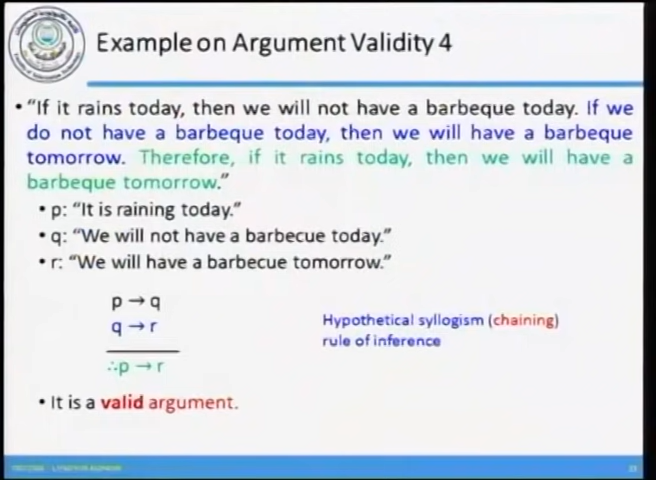 Example on Argument Validity 4
• “If it rains today, then we will not have a barbeque today. If we
do not have a barbeque today, then we will have a barbeque
tomorrow. Therefore, if it rains today, then we will have a
barbeque tomorrow.”
• p: “It is raining today.”
• q: “We will not have a barbecue today.”
• r: “We will have a barbecue tomorrow.”
p → q
q → r
∴p → r
Hypothetical syllogism (chaining)
rule of inference
• It is a valid argument.